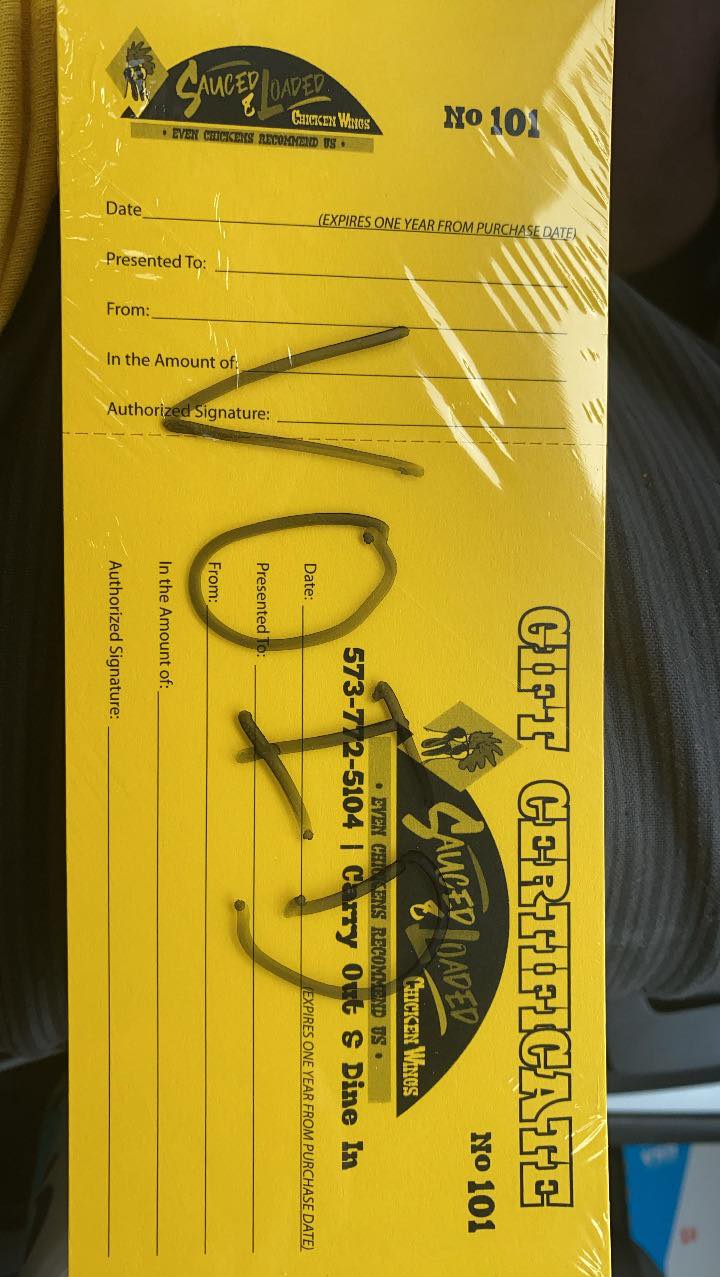 SAUCED & LOADED
CHICKEN WINGS
• EVEN CHICKENS RECOMMEND US •
No 101
Date
(EXPIRES ONE YEAR FROM PURCHASE DATE)
Presented To:
From:
In the Amount of:
Authorized Signature:
VOID
GIFT CERTIFICATE
SAUCED & LOADED
CHICKEN WINGS
• EVEN CHICKENS RECOMMEND US •
No 101
573-772-5104 | Carry Out & Dine In
Date:
(EXPIRES ONE YEAR FROM PURCHASE DATE)
Presented To:
From:
In the Amount of:
Authorized Signature: